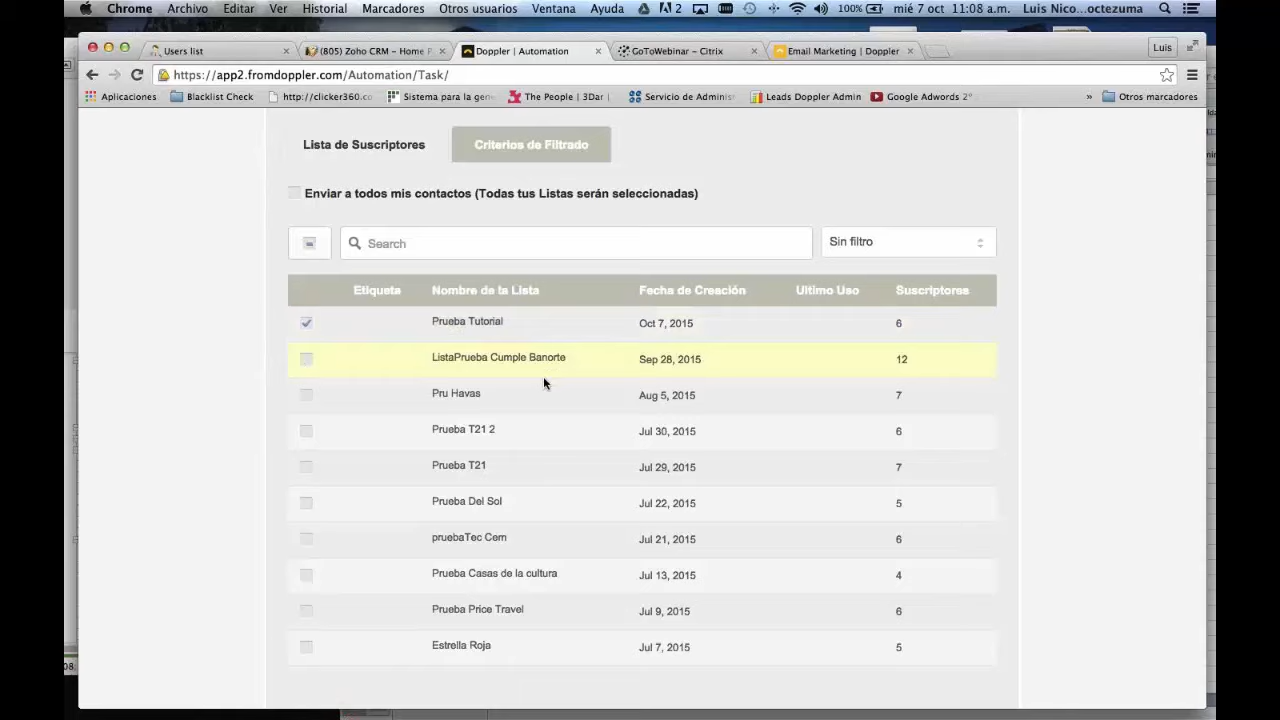 Chrome Archivo Editar Ver Historial Marcadores Otros usuarios Ventana Ayuda 2 100% mié 7 oct 11:08 a.m. Luis Nico...octezuma
Users list (805) Zoho CRM - Home P Doppler | Automation GoToWebinar - Citrix Email Marketing | Doppler Luis
https://app2.fromdoppler.com/Automation/Task/
Aplicaciones Blacklist Check http://clicker360.co Sistema para la gene The People | 3Dar | Servicio de Adminis Leads Doppler Admin Google Adwords 2° » Otros marcadores
Lista de Suscriptores Criterios de Filtrado
Enviar a todos mis contactos (Todas tus Listas serán seleccionadas)
Search Sin filtro
Etiqueta Nombre de la Lista Fecha de Creación Ultimo Uso Suscriptores
Prueba Tutorial Oct 7, 2015 6
ListaPrueba Cumple Banorte Sep 28, 2015 12
Pru Havas Aug 5, 2015 7
Prueba T21 2 Jul 30, 2015 6
Prueba T21 Jul 29, 2015 7
Prueba Del Sol Jul 22, 2015 5
pruebaTec Cem Jul 21, 2015 6
Prueba Casas de la cultura Jul 13, 2015 4
Prueba Price Travel Jul 9, 2015 6
Estrella Roja Jul 7, 2015 5
08